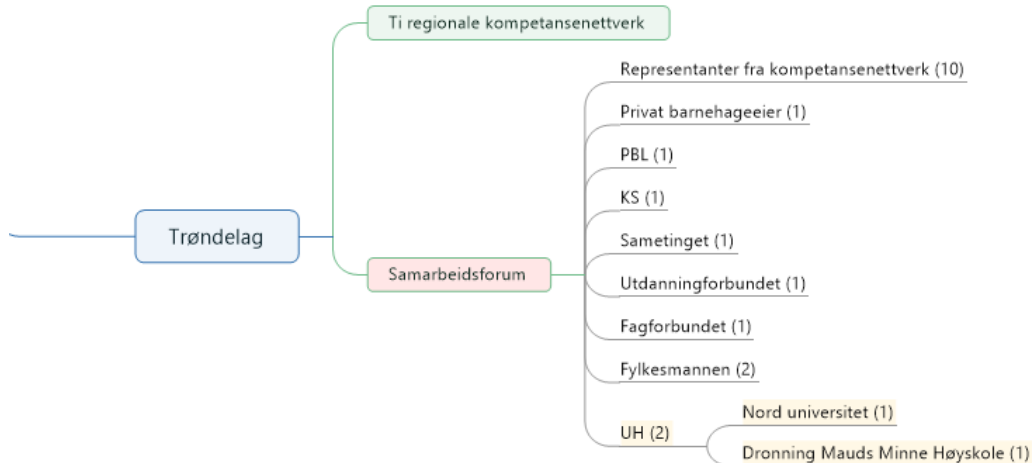 Ti regionale kompetansenettverk
Representanter fra kompetansenettverk (10)
Privat barnehageeier (1)
PBL (1)
KS (1)
Trøndelag
Sametinget (1)
Samarbeidsforum
Utdanningforbundet (1)
Fagforbundet (1)
Fylkesmannen (2)
Nord universitet (1)
UH (2)
Dronning Mauds Minne Høyskole (1)